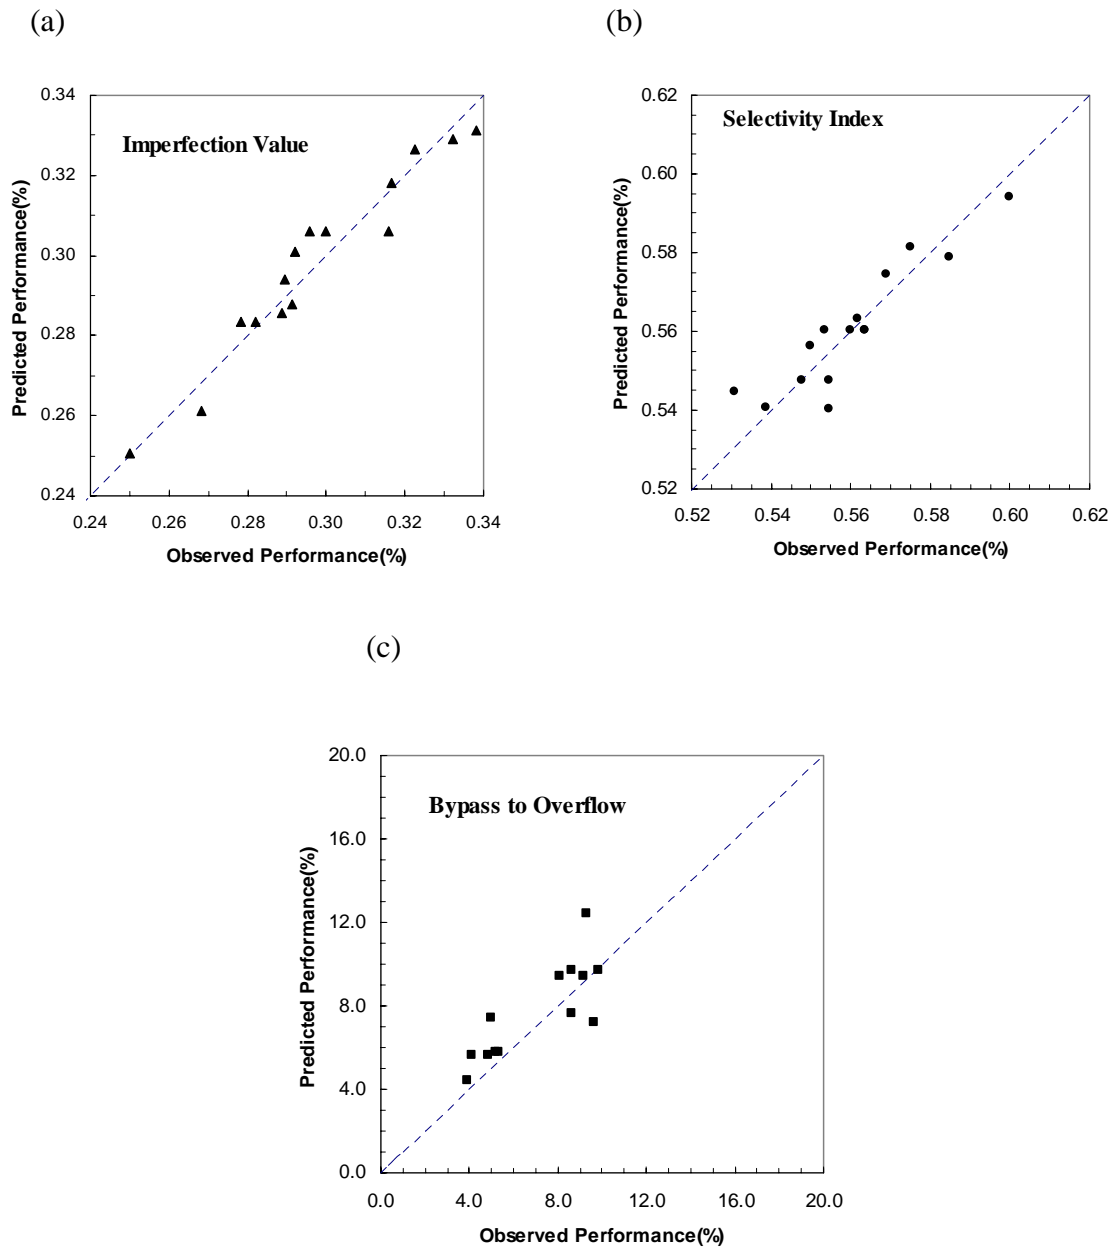 (a)
(b)
0.34
0.32
0.30
0.28
0.26
0.24
Predicted Performance(%)
Imperfection Value
0.24 0.26 0.28 0.30 0.32 0.34
Observed Performance(%)
0.62
0.60
0.58
0.56
0.54
0.52
Predicted Performance(%)
Selectivity Index
0.52 0.54 0.56 0.58 0.60 0.62
Observed Performance(%)
(c)
20.0
16.0
12.0
8.0
4.0
0.0
Predicted Performance(%)
Bypass to Overflow
0.0 4.0 8.0 12.0 16.0 20.0
Observed Performance(%)